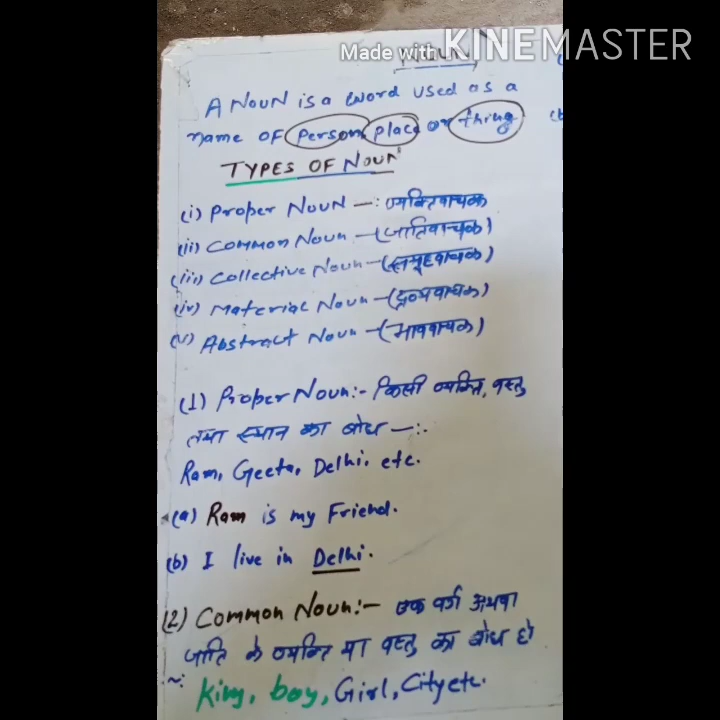 Made with KINEMASTER
NOUN
A Noun is a word used as a
name of person, place or thing
TYPES OF NOUN
(i) Proper Noun —: व्यक्तिवाचक
(ii) Common Noun —(जातिवाचक)
(iii) Collective Noun —(समूहवाचक)
(iv) Material Noun —(द्रव्यवाचक)
(v) Abstract Noun —(भाववाचक)
(1) Proper Noun:- किसी व्यक्ति, वस्तु
तथा स्थान का बोध —:-
Ram, Geeta, Delhi, etc.
(a) Ram is my Friend.
(b) I live in Delhi.
(2) Common Noun:- एक वर्ग अथवा
जाति के व्यक्ति या वस्तु का बोध हो
~: King, boy, Girl, City etc.